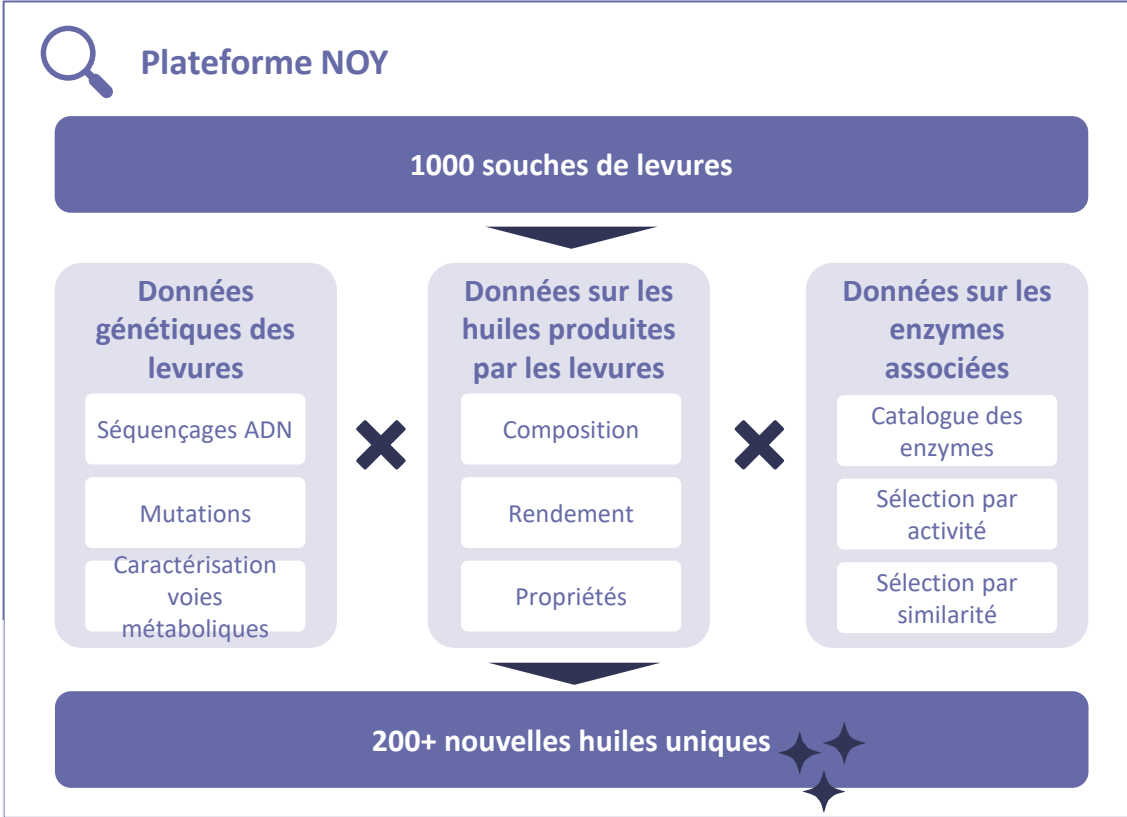 Plateforme NOY
1000 souches de levures
Données
génétiques des
levures
Séquençages ADN
Mutations
Caractérisation
voies
métaboliques
Données sur les
huiles produites
par les levures
Composition
Rendement
Propriétés
Données sur les
enzymes
associées
Catalogue des
enzymes
Sélection par
activité
Sélection par
similarité
200+ nouvelles huiles uniques